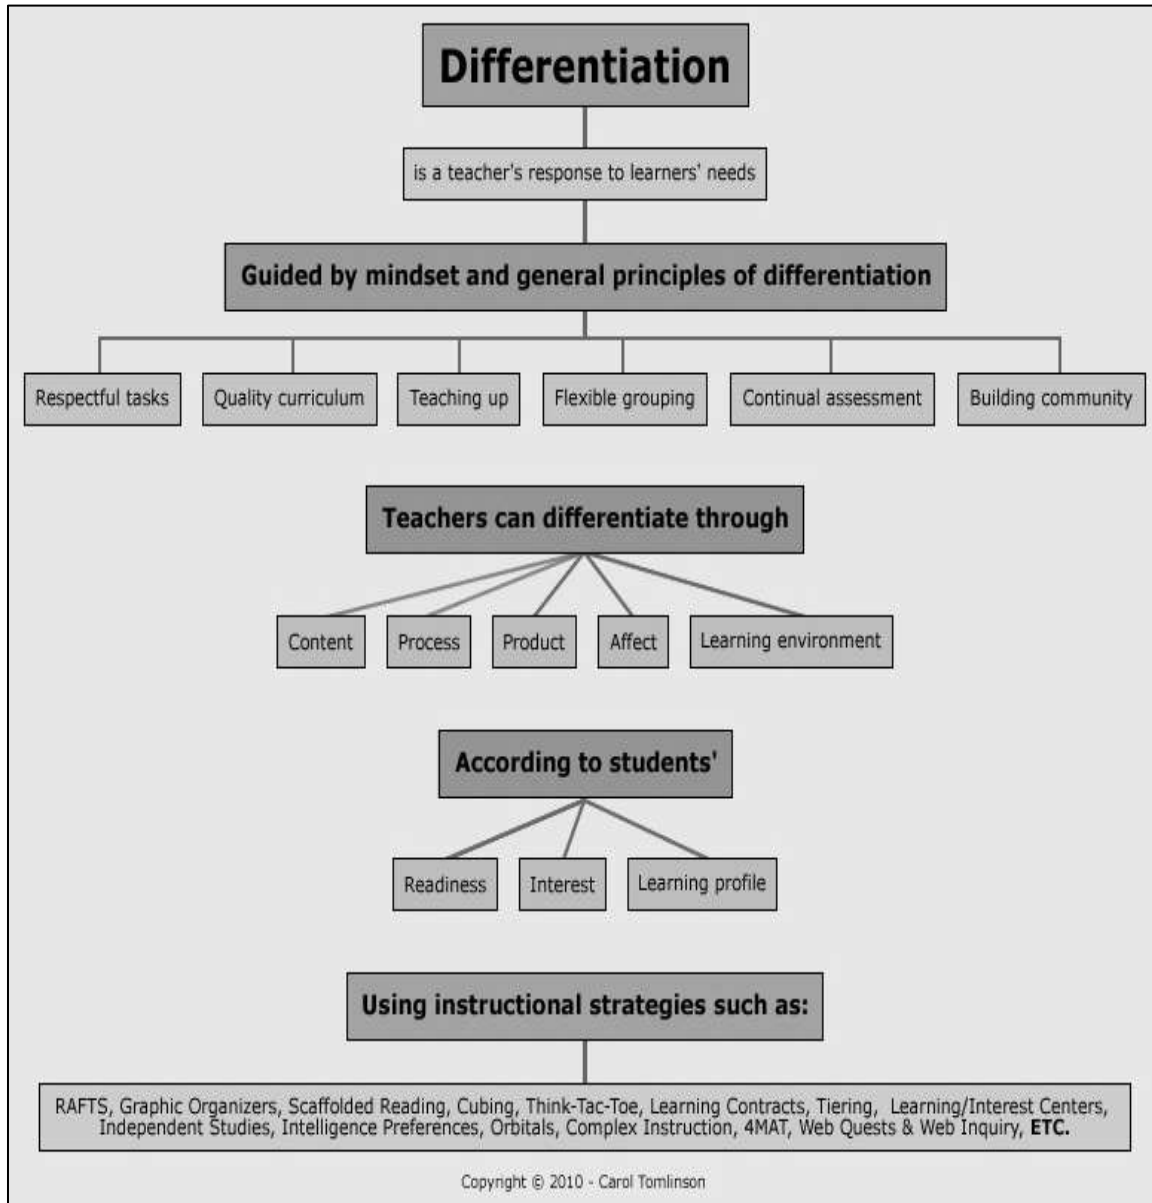 Differentiation
is a teacher's response to learners' needs
Guided by mindset and general principles of differentiation
Respectful tasks
Quality curriculum
Teaching up
Flexible grouping
Continual assessment
Building community
Teachers can differentiate through
Content
Process
Product
Affect
Learning environment
According to students'
Readiness
Interest
Learning profile
Using instructional strategies such as:
RAFTS, Graphic Organizers, Scaffolded Reading, Cubing, Think-Tac-Toe, Learning Contracts, Tiering, Learning/Interest Centers,
Independent Studies, Intelligence Preferences, Orbitals, Complex Instruction, 4MAT, Web Quests & Web Inquiry, ETC.
Copyright © 2010 - Carol Tomlinson